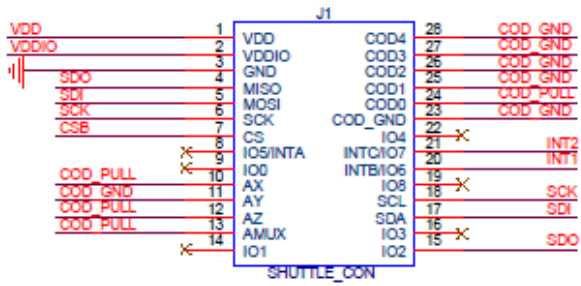 J1
VDD 1 VDD COD4 28 COD_GND
VDDIO 2 VDDIO COD3 27 COD_GND
3 GND COD2 26 COD_GND
SDO 4 MISO COD1 25 COD_GND
SDI 5 MOSI COD0 24 COD_PULL
SCK 6 SCK COD_GND 23 COD_GND
CSB 7 CS IO4 22
8 IO5/INTA INTC/IO7 21 INT2
9 IO0 INTB/IO6 20 INT1
COD_PULL 10 AX IO8 19
COD_GND 11 AY SCL 18 SCK
COD_PULL 12 AZ SDA 17 SDI
COD_PULL 13 AMUX IO3 16
14 IO1 IO2 15 SDO
SHUTTLE_CON